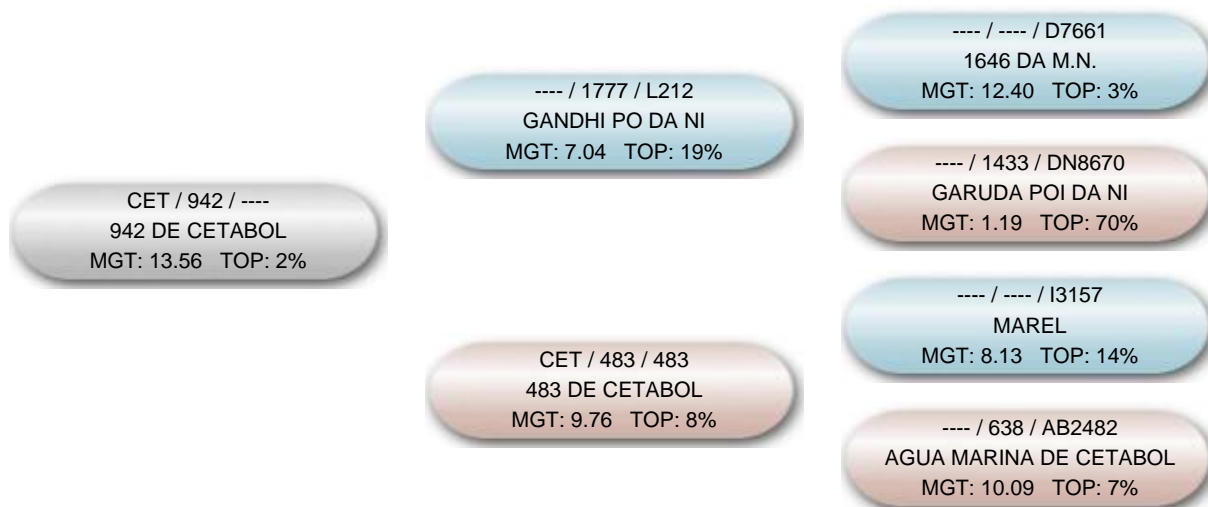 CET / 942 / ----
942 DE CETABOL
MGT: 13.56 TOP: 2%
---- / 1777 / L212
GANDHI PO DA NI
MGT: 7.04 TOP: 19%
CET / 483 / 483
483 DE CETABOL
MGT: 9.76 TOP: 8%
---- / ---- / D7661
1646 DA M.N.
MGT: 12.40 TOP: 3%
---- / 1433 / DN8670
GARUDA POI DA NI
MGT: 1.19 TOP: 70%
---- / ---- / I3157
MAREL
MGT: 8.13 TOP: 14%
---- / 638 / AB2482
AGUA MARINA DE CETABOL
MGT: 10.09 TOP: 7%